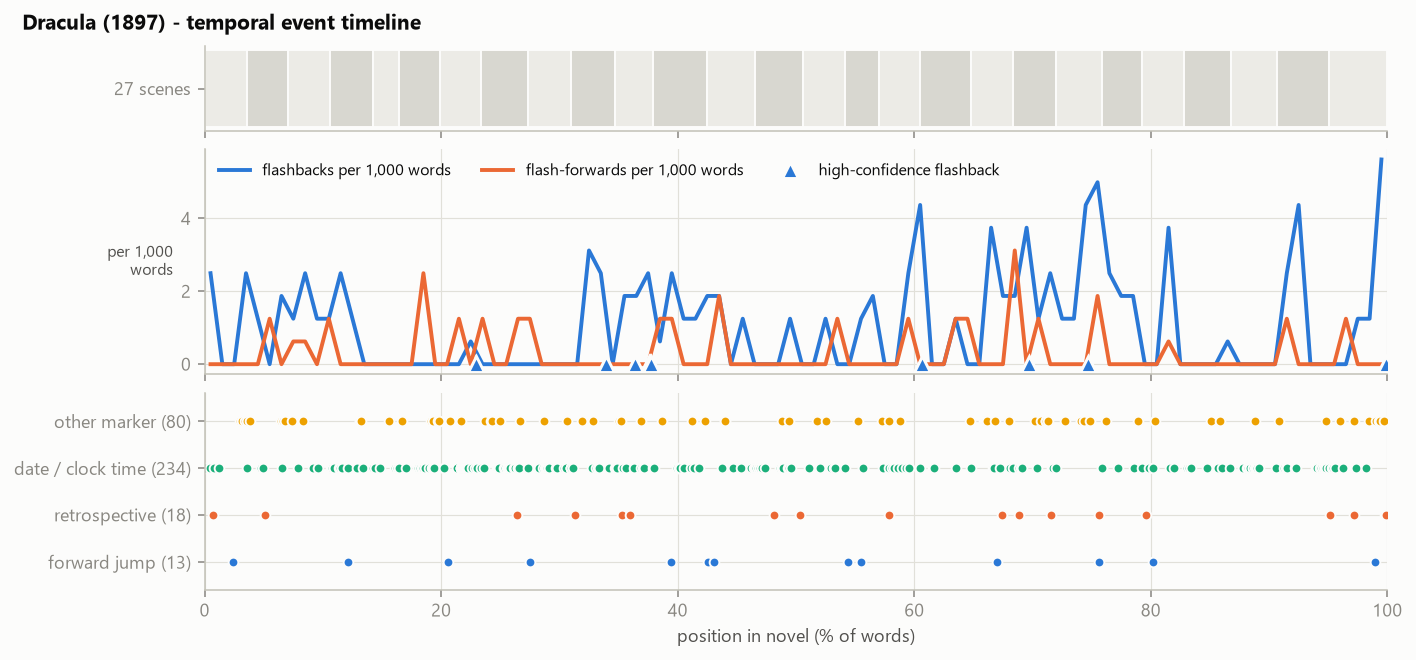 Dracula (1897) - temporal event timeline
27 scenes
flashbacks per 1,000 words
flash-forwards per 1,000 words
high-confidence flashback
4
per 1,000
words
2
0
other marker (80)
date / clock time (234)
retrospective (18)
forward jump (13)
0
20
40
60
80
100
position in novel (% of words)